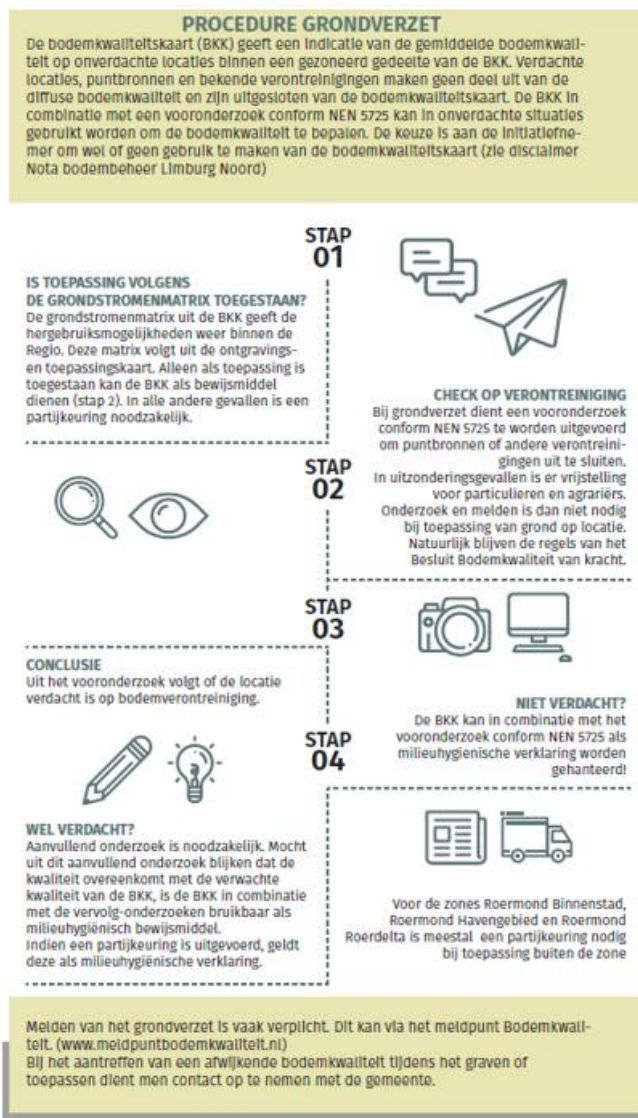 PROCEDURE GRONDVERZET
De bodemkwaliteitskaart (BKK) geeft een indicatie van de gemiddelde bodemkwali-
teit op onverdachte locaties binnen een gezoneerd gedeelte van de BKK. Verdachte
locaties, puntbronnen en bekende verontreinigingen maken geen deel uit van de
diffuse bodemkwaliteit en zijn uitgesloten van de bodemkwaliteitskaart. De BKK in
combinatie met een vooronderzoek conform NEN 5725 kan in onverdachte situaties
gebruikt worden om de bodemkwaliteit te bepalen. De keuze is aan de initiatiefne-
mer om wel of geen gebruik te maken van de bodemkwaliteitskaart (zie disclaimer
Nota bodembeheer Limburg Noord)
STAP
01
IS TOEPASSING VOLGENS
DE GRONDSTROMENMATRIX TOEGESTAAN?
De grondstromenmatrix uit de BKK geeft de
hergebruiksmogelijkheden weer binnen de
Regio. Deze matrix volgt uit de ontgravings-
en toepassingskaart. Alleen als toepassing is
toegestaan kan de BKK als bewijsmiddel
dienen (stap 2). In alle andere gevallen is een
partijkeuring noodzakelijk.
STAP
02
CHECK OP VERONTREINIGING
Bij grondverzet dient een vooronderzoek
conform NEN 5725 te worden uitgevoerd
om puntbronnen of andere verontreini-
gingen uit te sluiten.
In uitzonderingsgevallen is er vrijstelling
voor particulieren en agrariërs.
Onderzoek en melden is dan niet nodig
bij toepassing van grond op locatie.
Natuurlijk blijven de regels van het
Besluit Bodemkwaliteit van kracht.
STAP
03
CONCLUSIE
Uit het vooronderzoek volgt of de locatie
verdacht is op bodemverontreiniging.
NIET VERDACHT?
De BKK kan in combinatie met het
vooronderzoek conform NEN 5725 als
milieuhygienische verklaring worden
gehanteerd!
STAP
04
WEL VERDACHT?
Aanvullend onderzoek is noodzakelijk. Mocht
uit dit aanvullend onderzoek blijken dat de
kwaliteit overeenkomt met de verwachte
kwaliteit van de BKK, is de BKK in combinatie
met de vervolg-onderzoeken bruikbaar als
milieuhygiënisch bewijsmiddel.
Indien een partijkeuring is uitgevoerd, geldt
deze als milieuhygiënische verklaring.
Voor de zones Roermond Binnenstad,
Roermond Havengebied en Roermond
Roerdelta is meestal een partijkeuring nodig
bij toepassing buiten de zone
Melden van het grondverzet is vaak verplicht. Dit kan via het meldpunt Bodemkwali-
teit. (www.meldpuntbodemkwaliteit.nl)
Bij het aantreffen van een afwijkende bodemkwaliteit tijdens het graven of
toepassen dient men contact op te nemen met de gemeente.